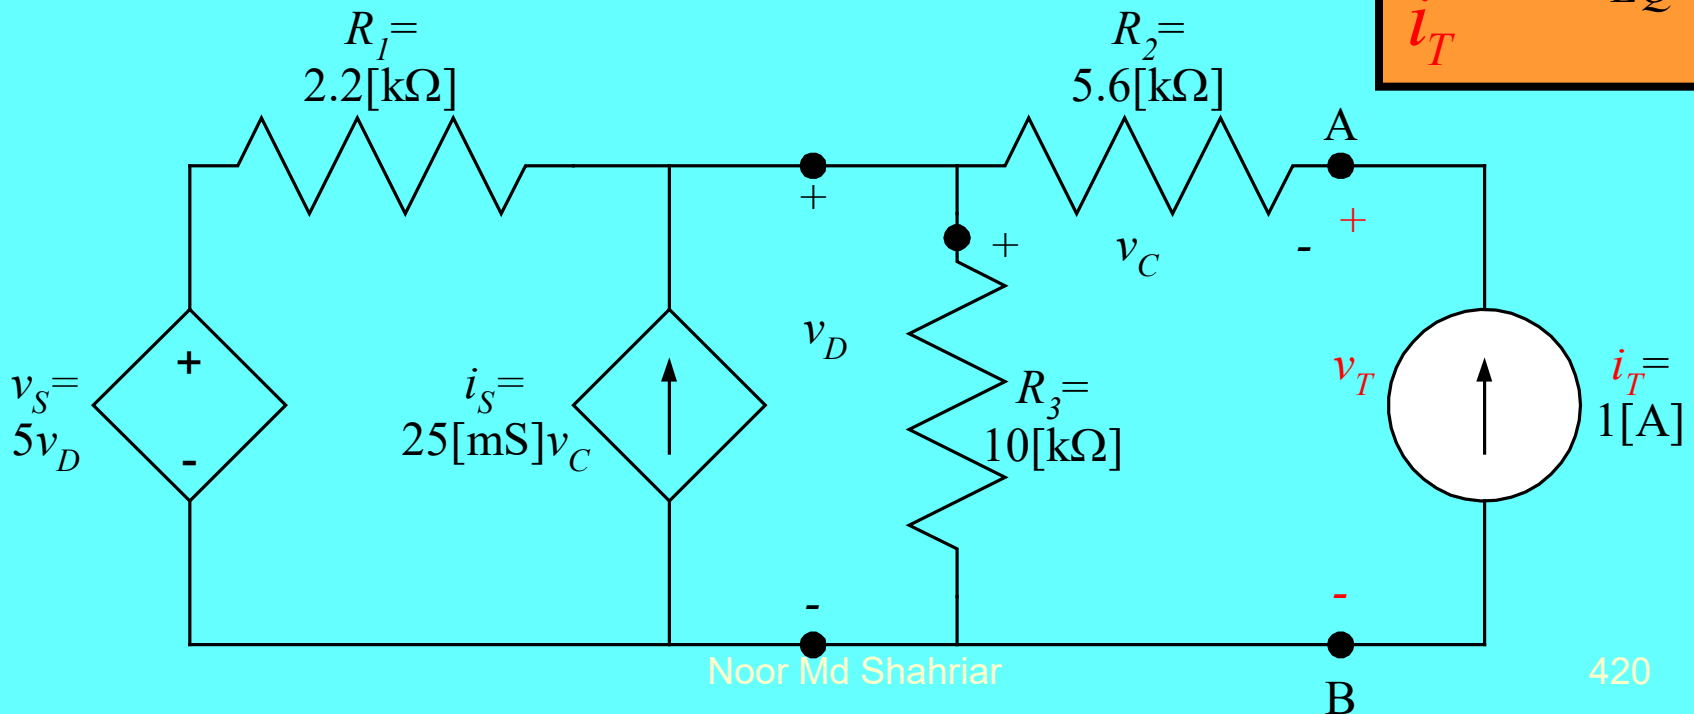 R1=
2.2[kΩ]
R2=
5.6[kΩ]
iT
A
+
+
+
vC
-
vD
+
-
vS=
5vD
iS=
25[mS]vC
R3=
10[kΩ]
vT
iT=
1[A]
-
-
Noor Md Shahriar
420
B